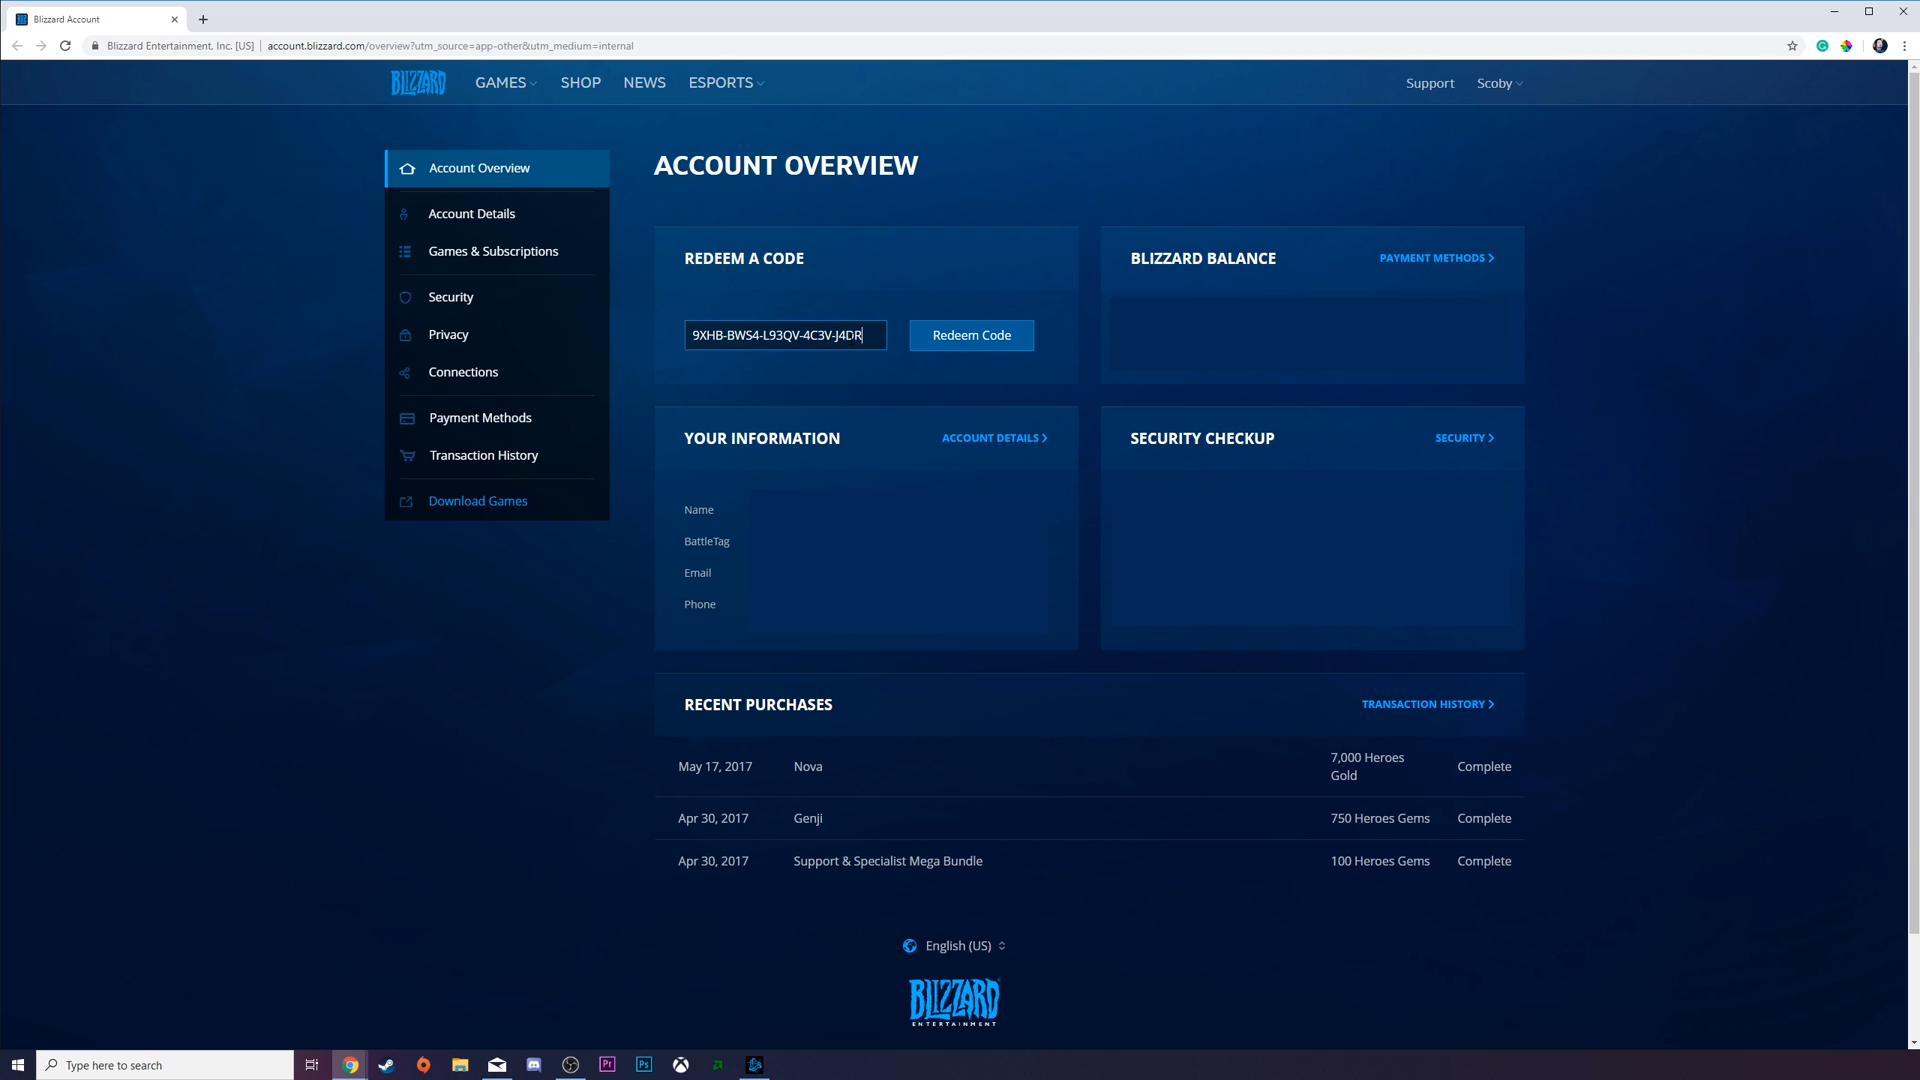 Blizzard Account
Blizzard Entertainment, Inc. [US] | account.blizzard.com/overview?utm_source=app-other&utm_medium=internal
BLIZZARD GAMES SHOP NEWS ESPORTS Support Scoby
Account Overview
Account Details
Games & Subscriptions
Security
Privacy
Connections
Payment Methods
Transaction History
Download Games
ACCOUNT OVERVIEW
REDEEM A CODE
9XHB-BWS4-L93QV-4C3V-J4DR
Redeem Code
BLIZZARD BALANCE PAYMENT METHODS
YOUR INFORMATION ACCOUNT DETAILS
Name
BattleTag
Email
Phone
SECURITY CHECKUP SECURITY
RECENT PURCHASES TRANSACTION HISTORY
May 17, 2017 Nova 7,000 Heroes Gold Complete
Apr 30, 2017 Genji 750 Heroes Gems Complete
Apr 30, 2017 Support & Specialist Mega Bundle 100 Heroes Gems Complete
English (US)
BLIZZARD
ENTERTAINMENT
Type here to search
Pr
Ps